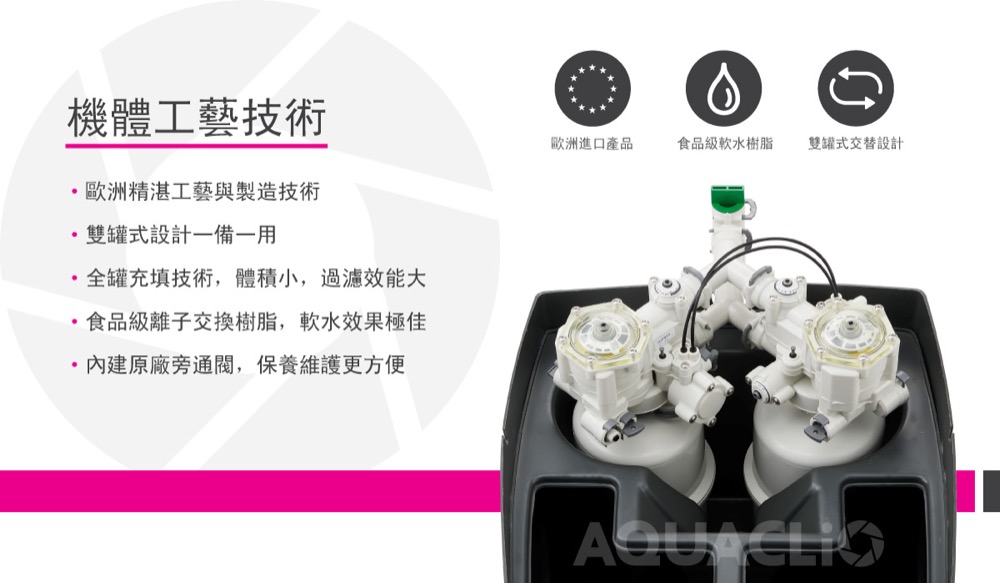 機體工藝技術
• 歐洲精湛工藝與製造技術
• 雙罐式設計一備一用
• 全罐充填技術，體積小，過濾效能大
• 食品級離子交換樹脂，軟水效果極佳
• 內建原廠旁通閥，保養維護更方便
歐洲進口產品
食品級軟水樹脂
雙罐式交替設計
AQUACLiO